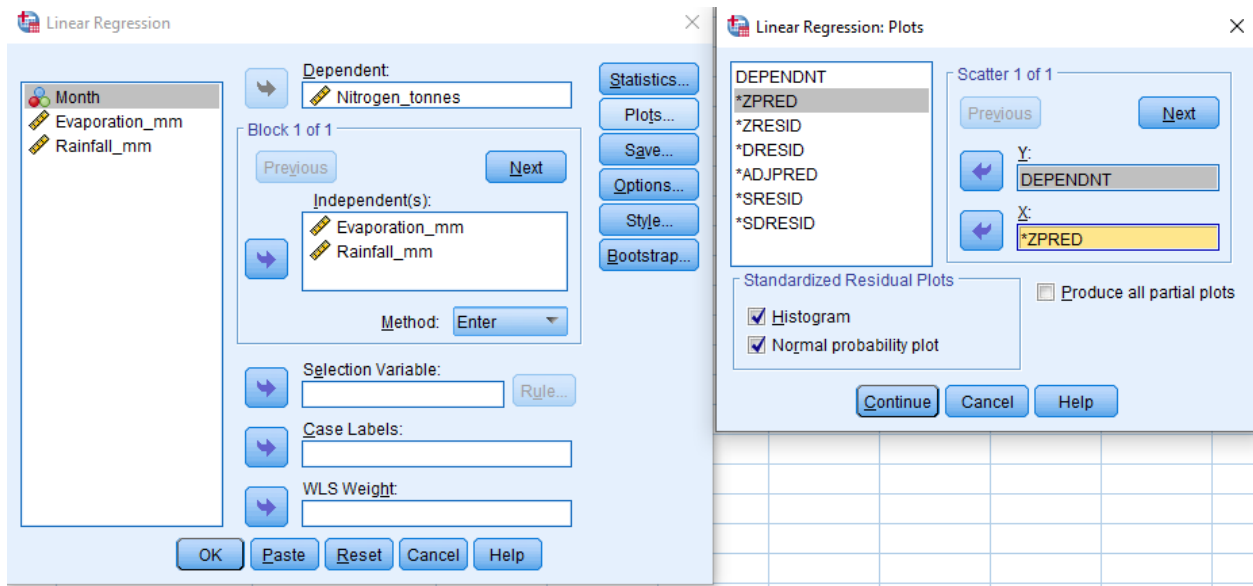 Linear Regression
Month
Evaporation_mm
Rainfall_mm
Dependent:
Nitrogen_tonnes
Block 1 of 1
Previous
Next
Independent(s):
Evaporation_mm
Rainfall_mm
Method:
Enter
Selection Variable:
Rule...
Case Labels:
WLS Weight:
Statistics...
Plots...
Save...
Options...
Style...
Bootstrap...
OK
Paste
Reset
Cancel
Help
Linear Regression: Plots
DEPENDNT
*ZPRED
*ZRESID
*DRESID
*ADJPRED
*SRESID
*SDRESID
Scatter 1 of 1
Previous
Next
Y:
DEPENDNT
X:
*ZPRED
Standardized Residual Plots
Histogram
Normal probability plot
Produce all partial plots
Continue
Cancel
Help